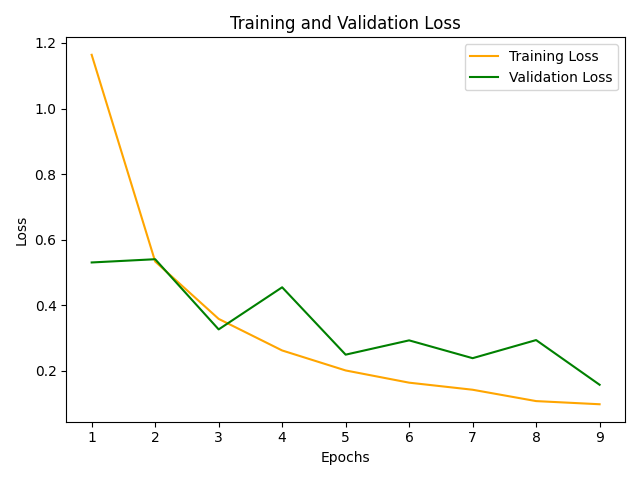 Training and Validation Loss
Training Loss
Validation Loss
1.2
1.0
0.8
0.6
0.4
0.2
Loss
1 2 3 4 5 6 7 8 9
Epochs